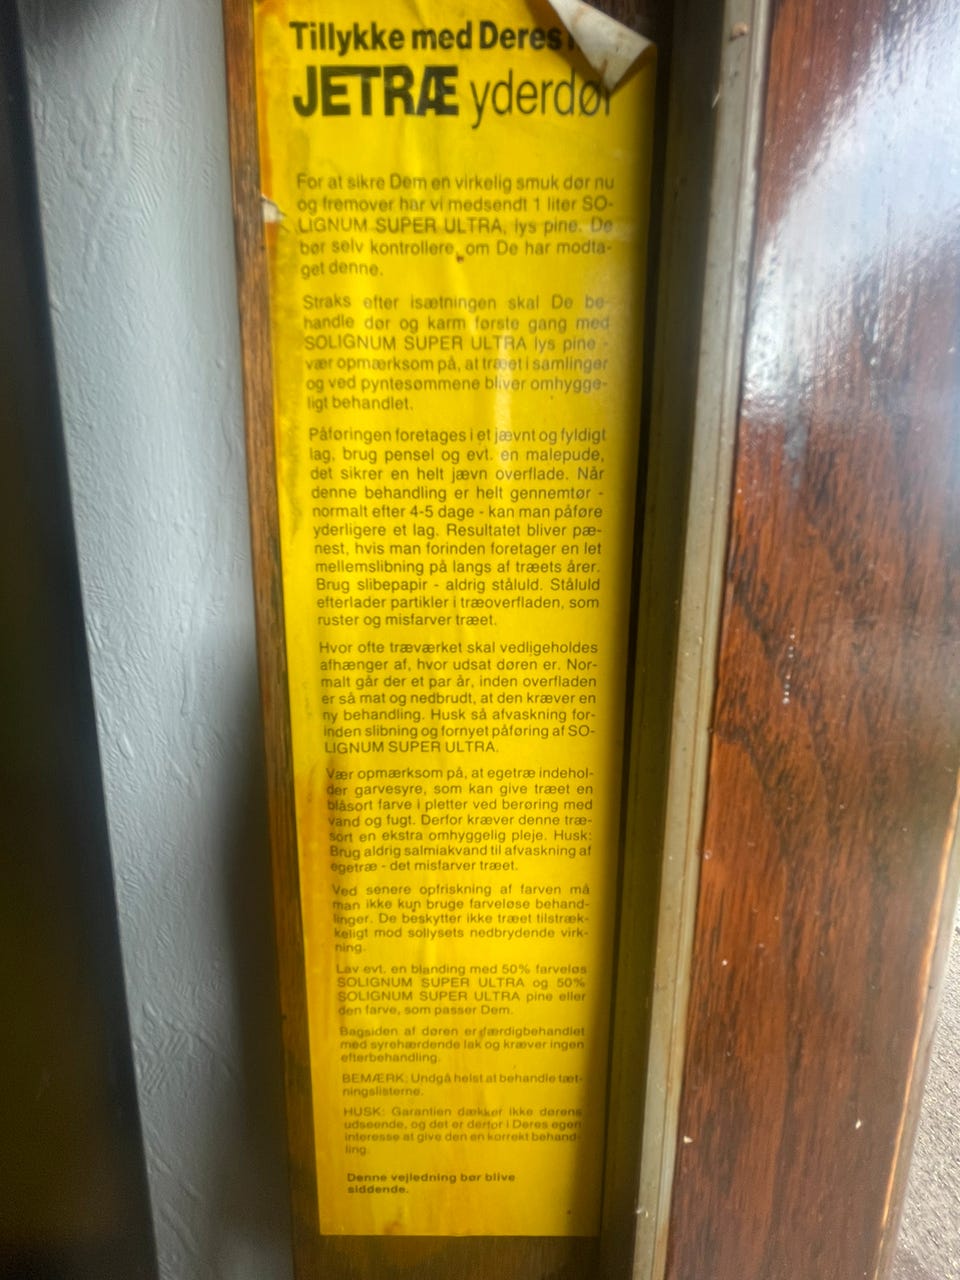 Tillykke med Deres
JETRÆ yderdør
For at sikre Dem en virkelig smuk dør nu
og fremover har vi medsendt 1 liter SO-
LIGNUM SUPER ULTRA, lys pine. De
bør selv kontrollere, om De har modta-
get denne.
Straks efter isætningen skal De be-
handle dør og karm første gang med
SOLIGNUM SUPER ULTRA lys pine -
vær opmærksom på, at træet i samlinger
og ved pyntesømmene bliver omhygge-
ligt behandlet.
Påføringen foretages i et jævnt og fyldigt
lag, brug pensel og evt. en malepude,
det sikrer en helt jævn overflade. Når
denne behandling er helt gennemtør -
normalt efter 4-5 dage - kan man påføre
yderligere et lag. Resultatet bliver pæ-
nest, hvis man forinden foretager en let
mellemslibning på langs af træets årer.
Brug slibepapir - aldrig ståluld. Ståluld
efterlader partikler i træoverfladen, som
ruster og misfarver træet.
Hvor ofte træværket skal vedligeholdes
afhænger af, hvor udsat døren er. Nor-
malt går der et par år, inden overfladen
er så mat og nedbrudt, at den kræver en
ny behandling. Husk så afvaskning for-
inden slibning og fornyet påføring af SO-
LIGNUM SUPER ULTRA.
Vær opmærksom på, at egetræ indehol-
der garvesyre, som kan give træet en
blåsort farve i pletter ved berøring med
vand og fugt. Derfor kræver denne træ-
sort en ekstra omhyggelig pleje. Husk:
Brug aldrig salmiakvand til afvaskning af
egetræ - det misfarver træet.
Ved senere opfriskning af farven må
man ikke kun bruge farveløse behand-
linger. De beskytter ikke træet tilstræk-
keligt mod sollysets nedbrydende virk-
ning.
Lav evt. en blanding med 50% farveløs
SOLIGNUM SUPER ULTRA og 50%
SOLIGNUM SUPER ULTRA pine eller
den farve, som passer Dem.
Bagsiden af døren er færdigbehandlet
med syrehærdende lak og kræver ingen
efterbehandling.
BEMÆRK: Undgå helst at behandle tæt-
ningslisterne.
HUSK: Garantien dækker ikke dørens
udseende, og det er derfor i Deres egen
interesse at give den en korrekt behand-
ling.
Denne vejledning bør blive
siddende.